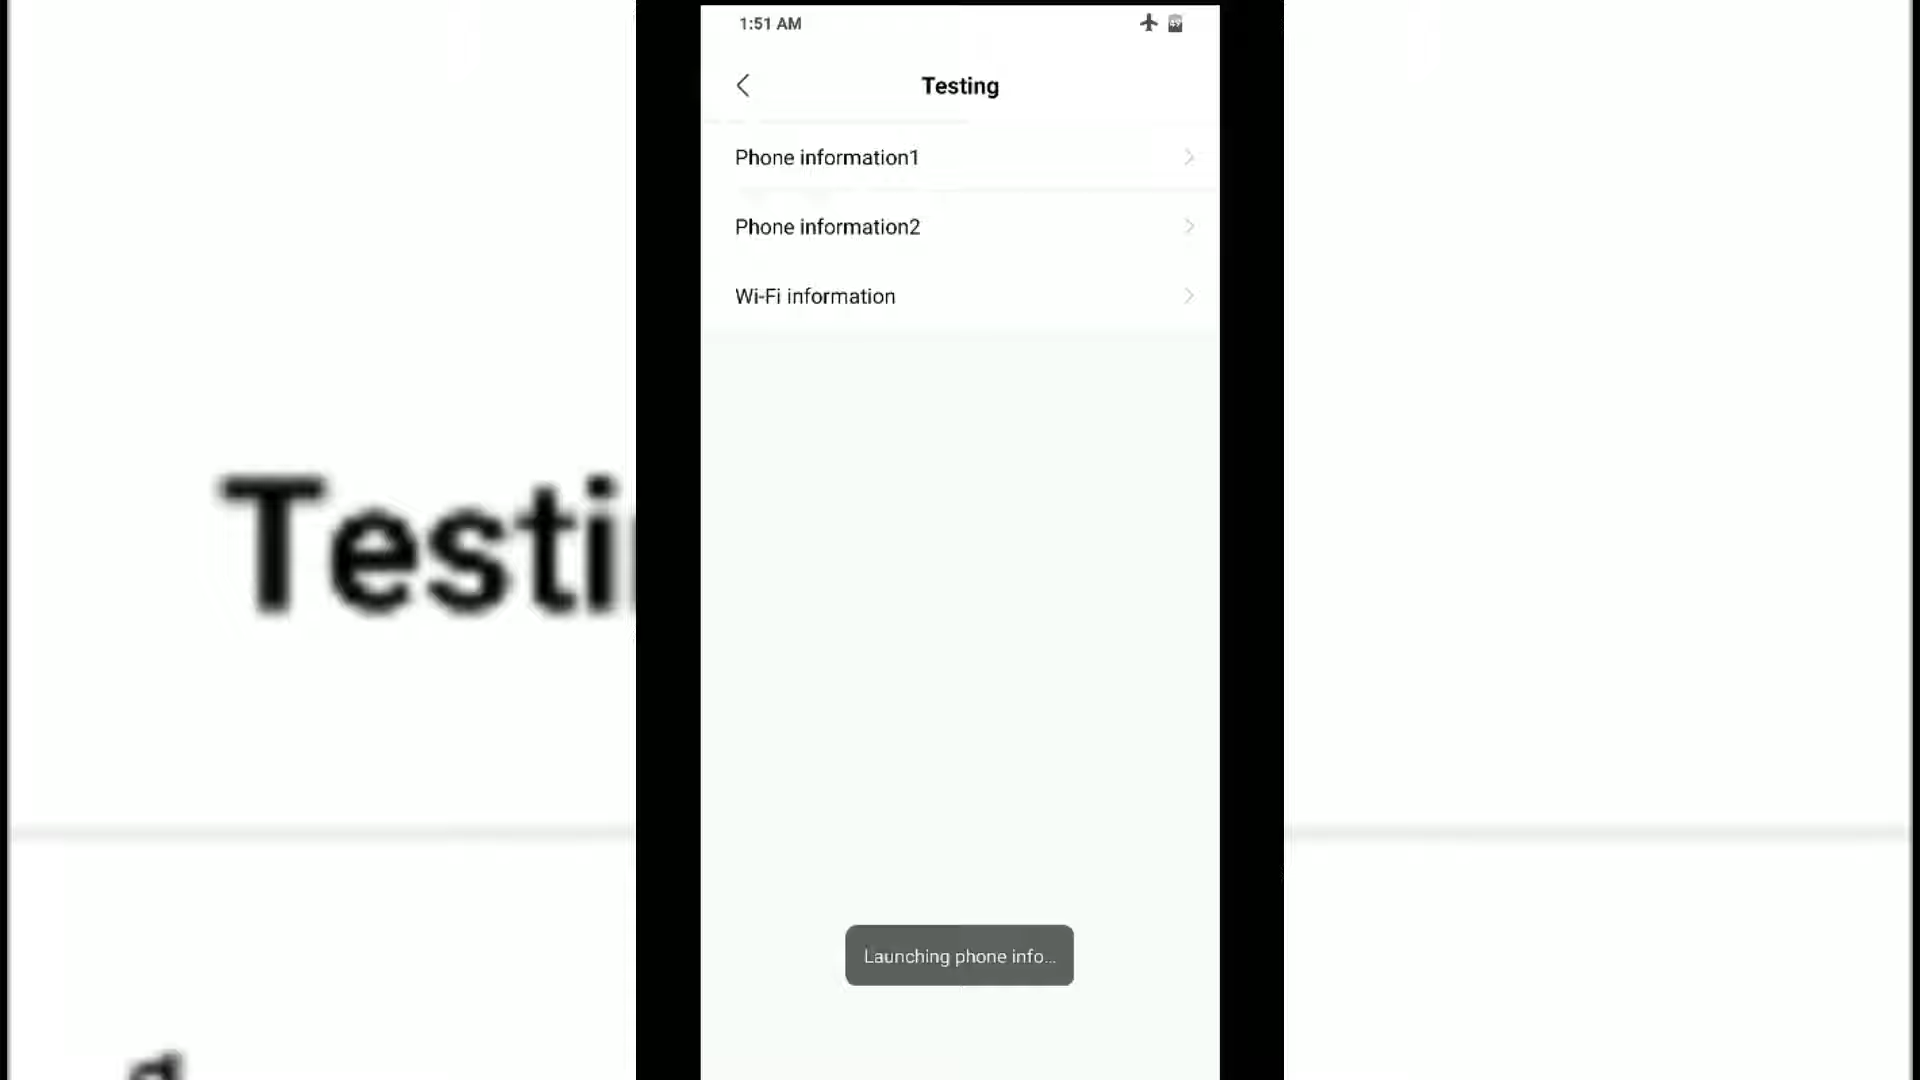 1:51 AM
Testing
Phone information1
Phone information2
Wi-Fi information
Testi
Launching phone info...